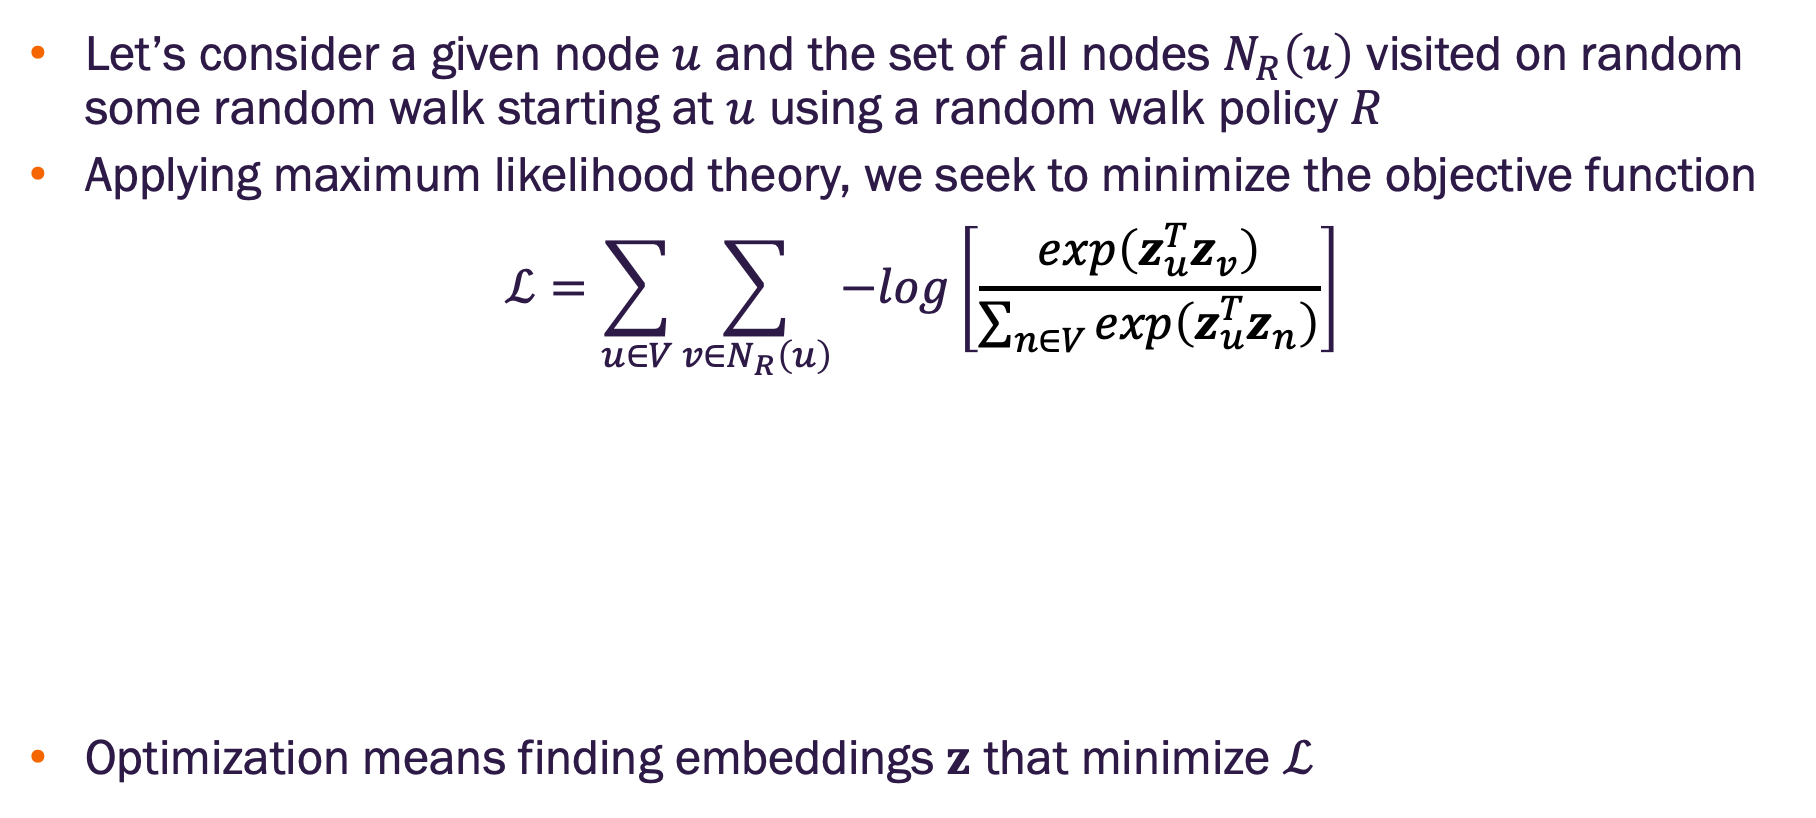 • Let’s consider a given node 𝑢 and the set of all nodes 𝑁_𝑅(𝑢) visited on random
some random walk starting at 𝑢 using a random walk policy 𝑅
• Applying maximum likelihood theory, we seek to minimize the objective function
ℒ = ∑_{𝑢∈𝑉} ∑_{𝑣∈𝑁_𝑅(𝑢)} −𝑙𝑜𝑔 [ 𝑒𝑥𝑝(𝐳_𝑢^𝑇 𝐳_𝑣) / ∑_{𝑛∈𝑉} 𝑒𝑥𝑝(𝐳_𝑢^𝑇 𝐳_𝑛) ]
• Optimization means finding embeddings 𝐳 that minimize ℒ